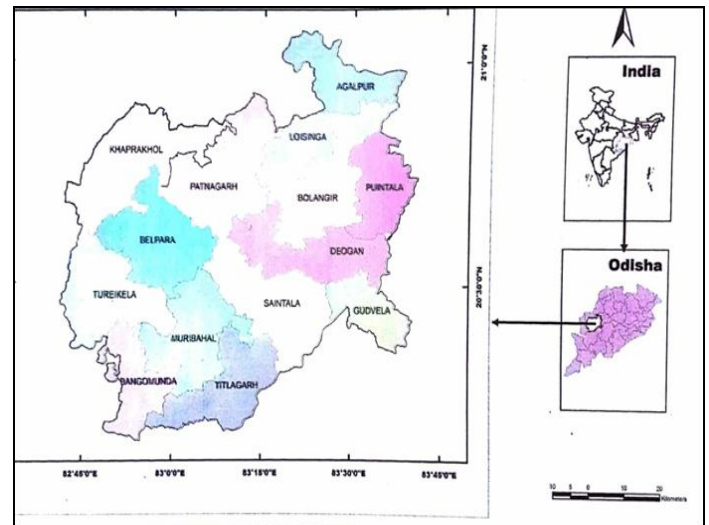 AGALPUR
21°0'0"N
LOISINGA
KHAPRAKHOL
PATNAGARH
BOLANGIR
PUINTALA
BELPARA
DEOGAN
TUREIKELA
SAINTALA
GUDVELA
20°30'0"N
MURIBAHAL
BANGOMUNDA
TITLAGARH
82°45'0"E
83°0'0"E
83°15'0"E
83°30'0"E
83°45'0"E
India
Odisha
10 5 0 10 20
Kilometers